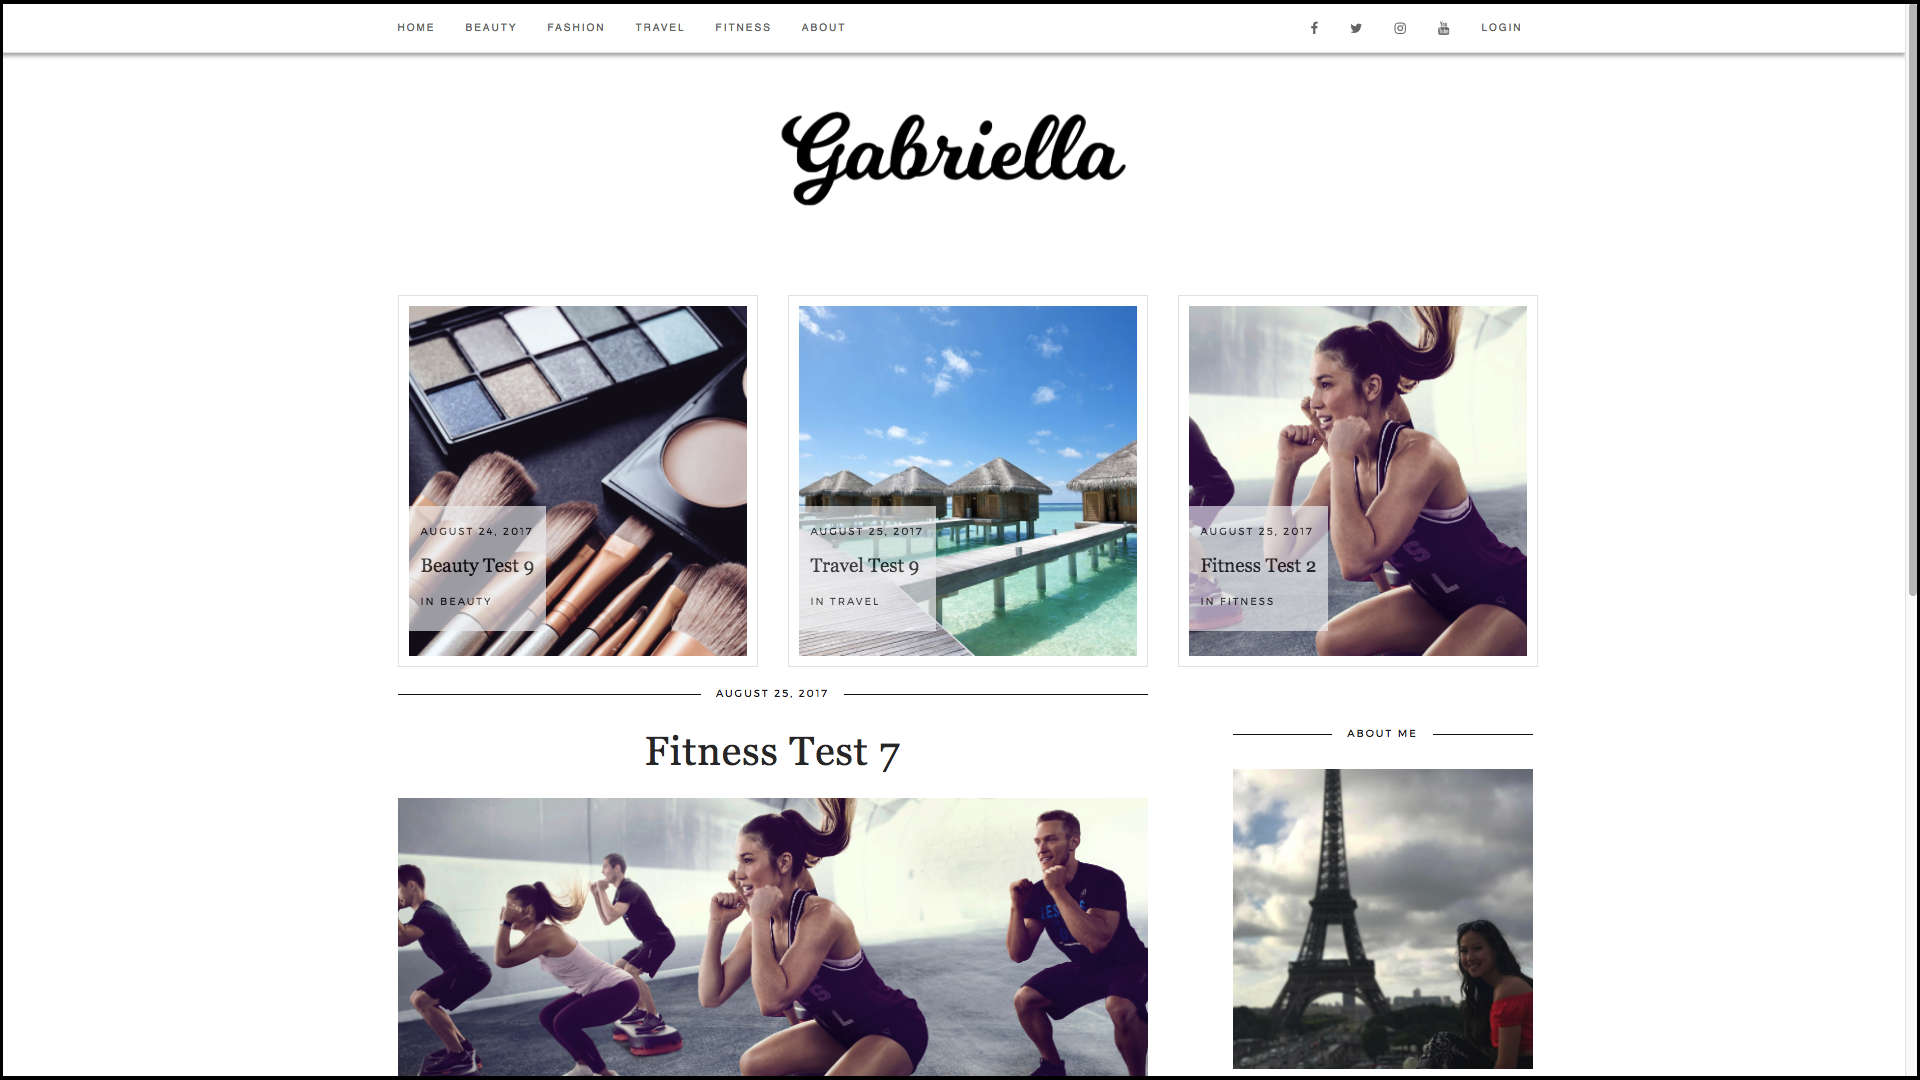 HOME BEAUTY FASHION TRAVEL FITNESS ABOUT LOGIN
Gabriella
AUGUST 24, 2017
Beauty Test 9
IN BEAUTY
AUGUST 25, 2017
Travel Test 9
IN TRAVEL
AUGUST 25, 2017
Fitness Test 2
IN FITNESS
AUGUST 25, 2017
Fitness Test 7
ABOUT ME